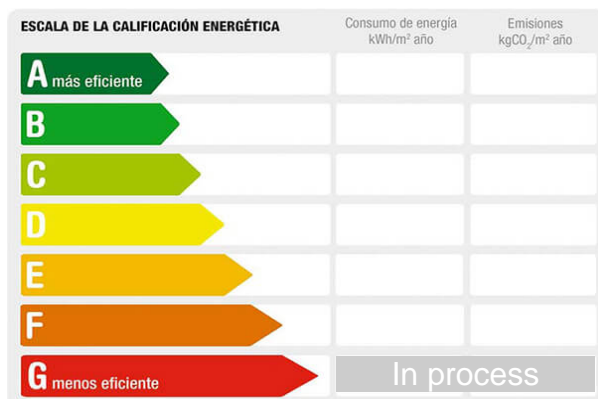 ESCALA DE LA CALIFICACIÓN ENERGÉTICA
Consumo de energía
kWh/m² año
Emisiones
kgCO₂/m² año
A más eficiente
B
C
D
E
F
G menos eficiente
In process